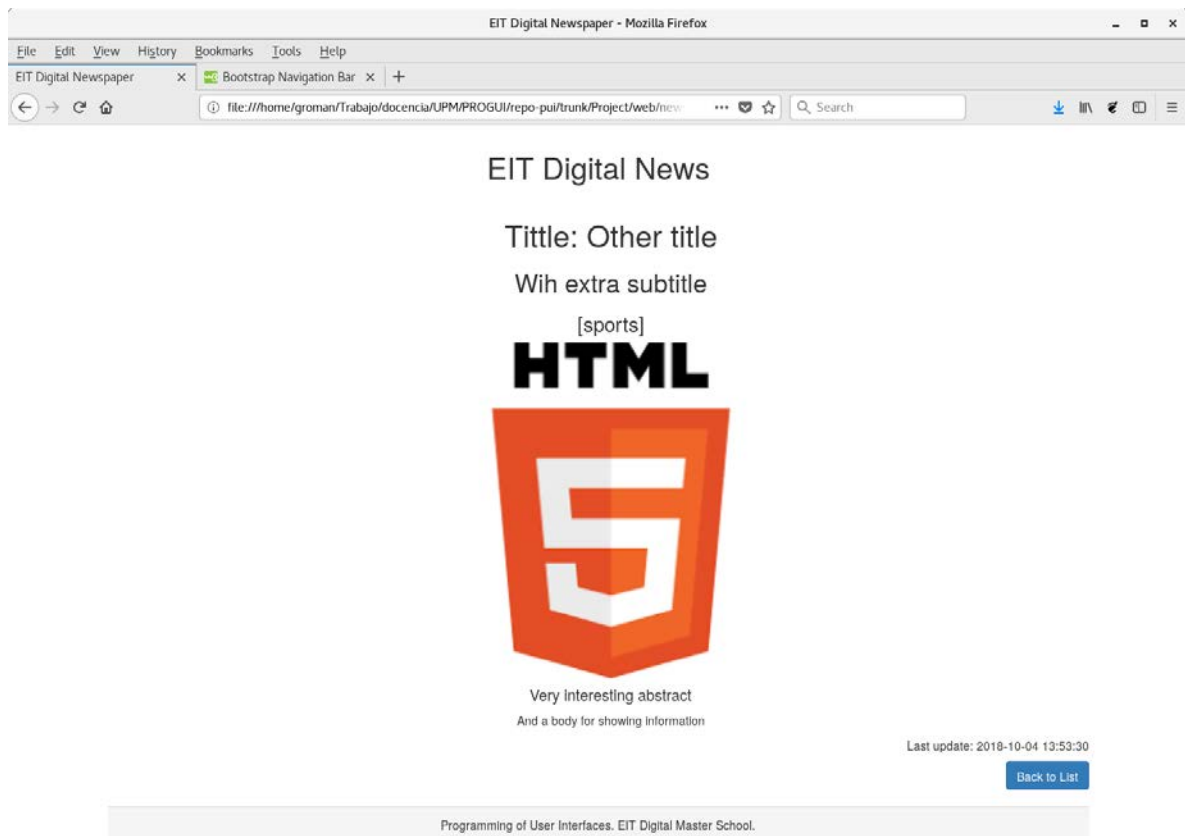 EIT Digital Newspaper - Mozilla Firefox
File Edit View History Bookmarks Tools Help
EIT Digital Newspaper × Bootstrap Navigation Bar × +
file:///home/groman/Trabajo/docencia/UPM/PROGUI/repo-pui/trunk/Project/web/new ··· Search
EIT Digital News
Tittle: Other title
Wih extra subtitle
[sports]
HTML
5
Very interesting abstract
And a body for showing information
Last update: 2018-10-04 13:53:30
Back to List
Programming of User Interfaces. EIT Digital Master School.